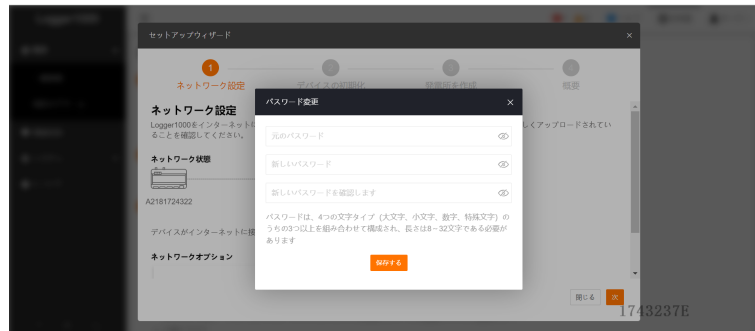 Logger1000
セットアップウィザード
×
1
ネットワーク設定
デバイスの初期化
概要
パスワード変更
×
ネットワーク設定
Logger1000をインターネットに
しくアップロードされてい
ることを確認してください。
元のパスワード
ネットワーク状態
新しいパスワード
新しいパスワードを確認します
A2181724322
パスワードは、4つの文字タイプ (大文字、小文字、数字、特殊文字) の
うちの3つ以上を組み合わせて構成され、長さは8–32文字である必要が
あります
デバイスがインターネットに接
ネットワークオプション
保存する
閉じる
次
1743237E